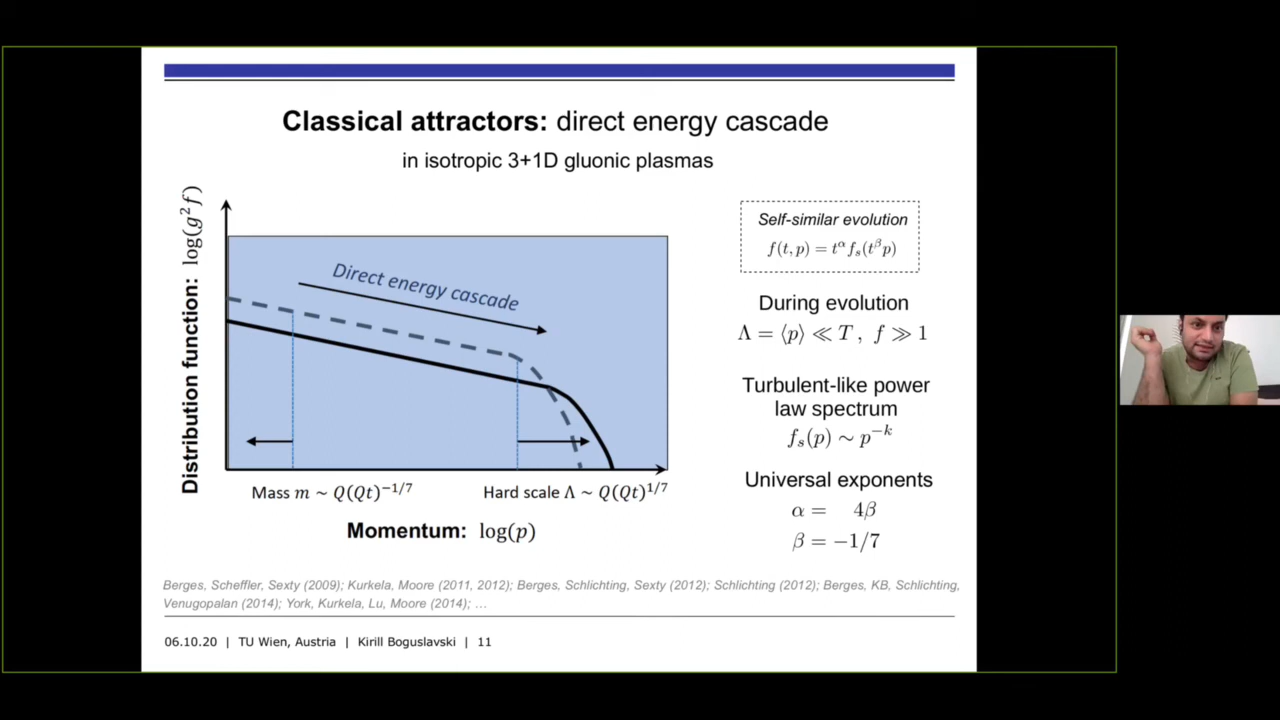 Classical attractors: direct energy cascade
in isotropic 3+1D gluonic plasmas
Distribution function: log(g²f)
Direct energy cascade
Mass m ~ Q(Qt)^{-1/7}
Hard scale Λ ~ Q(Qt)^{1/7}
Momentum: log(p)
Self-similar evolution
f(t, p) = t^α f_s(t^β p)
During evolution
Λ = ⟨p⟩ ≪ T , f ≫ 1
Turbulent-like power
law spectrum
f_s(p) ∼ p^{−k}
Universal exponents
α = 4β
β = −1/7
Berges, Scheffler, Sexty (2009); Kurkela, Moore (2011, 2012); Berges, Schlichting, Sexty (2012); Schlichting (2012); Berges, KB, Schlichting,
Venugopalan (2014); York, Kurkela, Lu, Moore (2014); …
06.10.20 | TU Wien, Austria | Kirill Boguslavski | 11